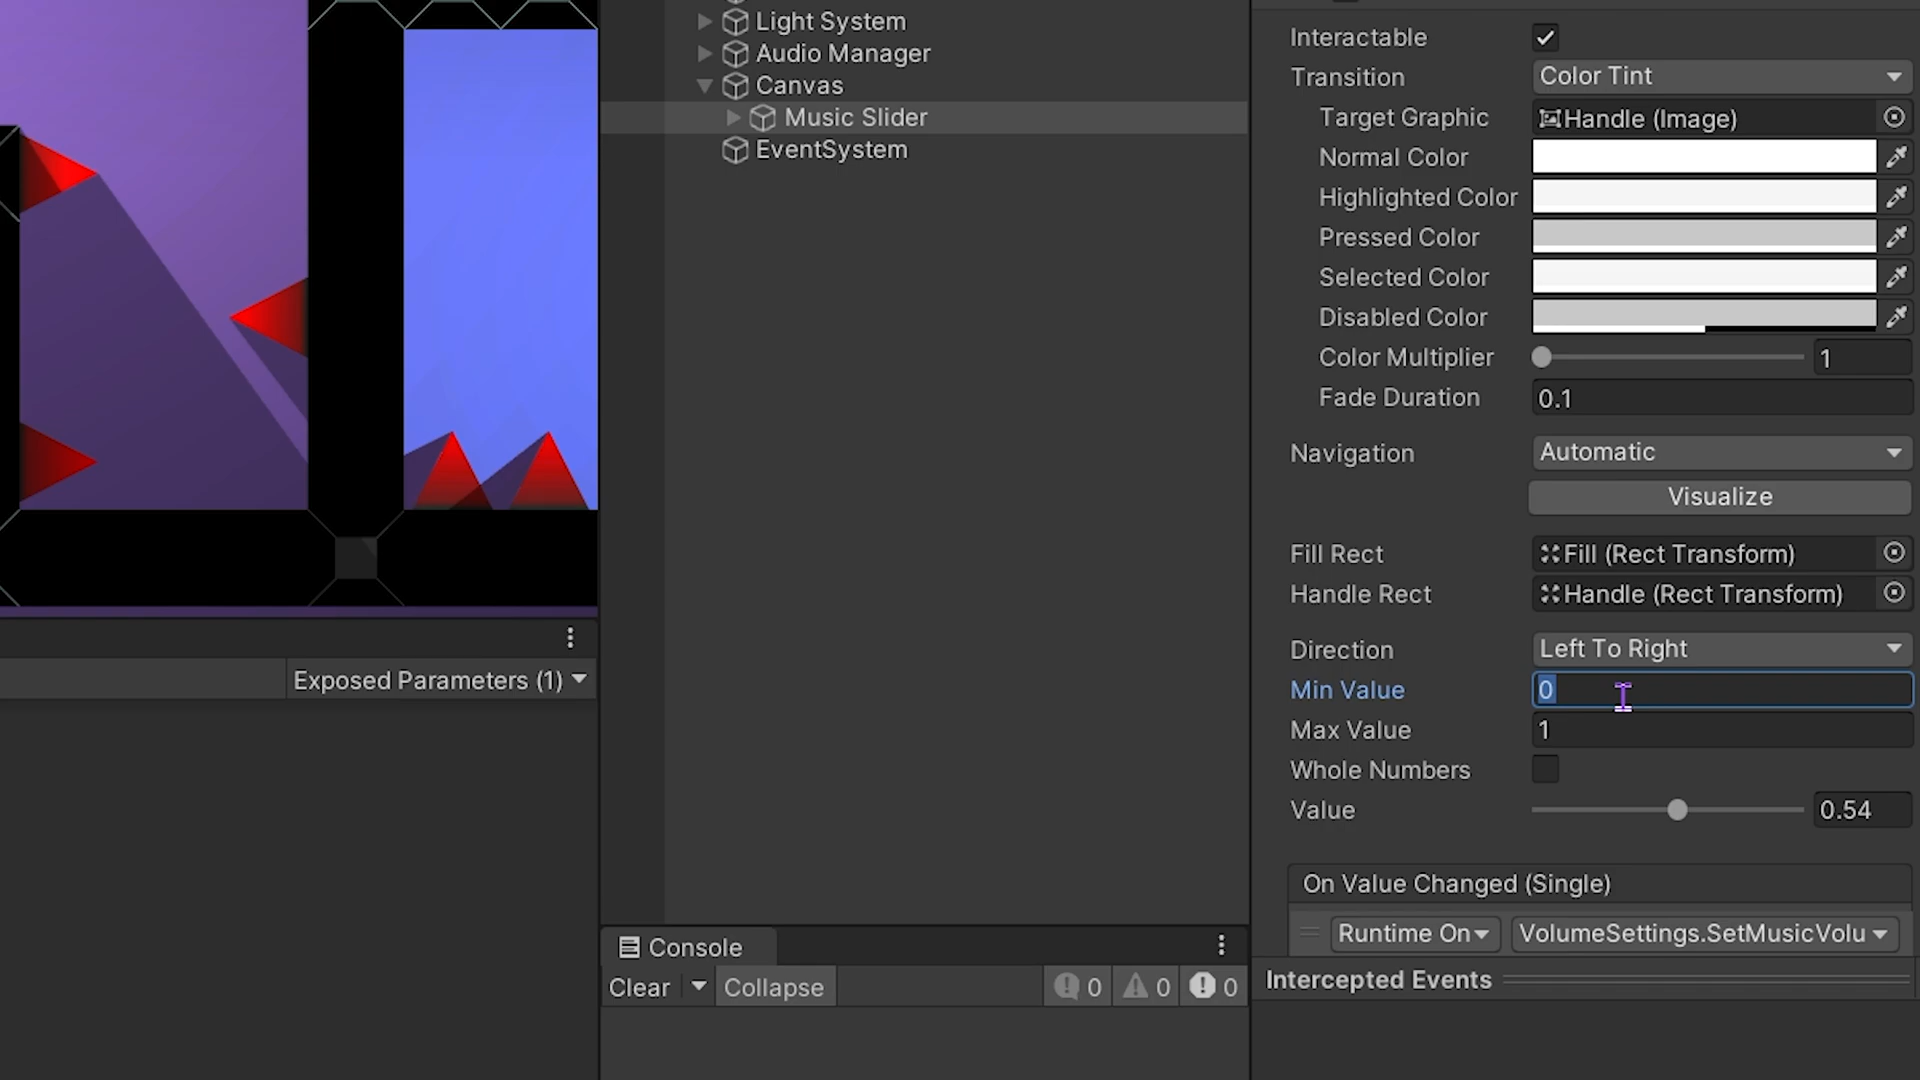 Light System
Audio Manager
Canvas
Music Slider
EventSystem
Exposed Parameters (1)
Console
Clear
Collapse
0
0
0
Interactable
Transition
Color Tint
Target Graphic
Handle (Image)
Normal Color
Highlighted Color
Pressed Color
Selected Color
Disabled Color
Color Multiplier
1
Fade Duration
0.1
Navigation
Automatic
Visualize
Fill Rect
Fill (Rect Transform)
Handle Rect
Handle (Rect Transform)
Direction
Left To Right
Min Value
0
Max Value
1
Whole Numbers
Value
0.54
On Value Changed (Single)
Runtime On
VolumeSettings.SetMusicVolu
Intercepted Events